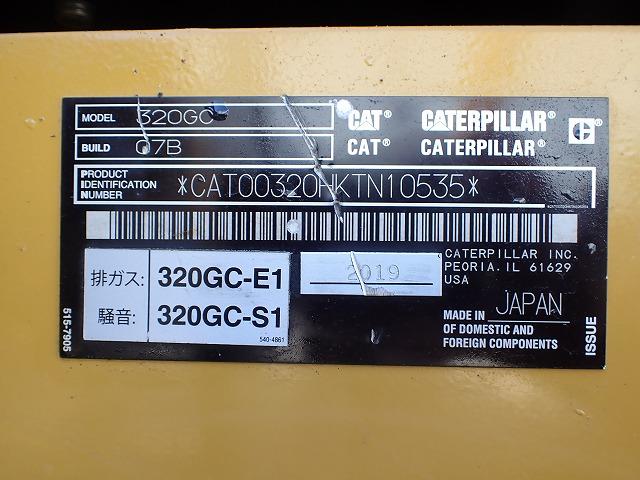 MODEL 320GC CAT CATERPILLAR C
BUILD 07B CAT CATERPILLAR
PRODUCT IDENTIFICATION NUMBER *CAT00320HKTN10535*
排ガス: 320GC-E1
騒音: 320GC-S1
540-4861
2019
CATERPILLAR INC.
PEORIA. IL 61629
USA
MADE IN JAPAN
OF DOMESTIC AND
FOREIGN COMPONENTS
515-7905
ISSUE